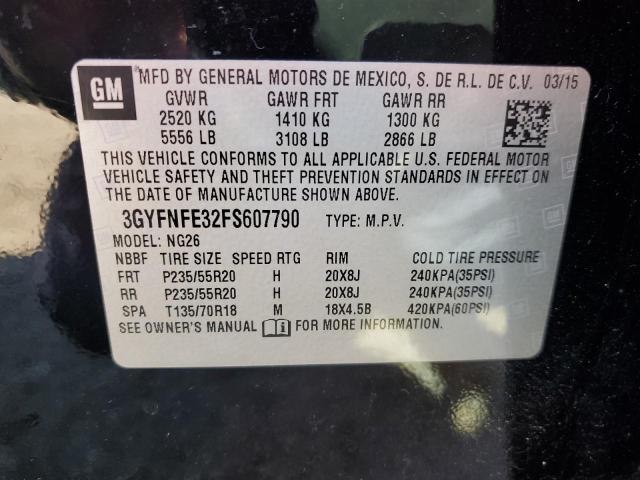 GM
MFD BY GENERAL MOTORS DE MEXICO, S. DE R.L. DE C.V. 03/15
GVWR GAWR FRT GAWR RR
2520 KG 1410 KG 1300 KG
5556 LB 3108 LB 2866 LB
THIS VEHICLE CONFORMS TO ALL APPLICABLE U.S. FEDERAL MOTOR
VEHICLE SAFETY AND THEFT PREVENTION STANDARDS IN EFFECT ON
THE DATE OF MANUFACTURE SHOWN ABOVE.
3GYFNFE32FS607790 TYPE: M.P.V.
MODEL: NG26
NBBF TIRE SIZE SPEED RTG RIM COLD TIRE PRESSURE
FRT P235/55R20 H 20X8J 240KPA(35PSI)
RR P235/55R20 H 20X8J 240KPA(35PSI)
SPA T135/70R18 M 18X4.5B 420KPA(60PSI)
SEE OWNER'S MANUAL FOR MORE INFORMATION.